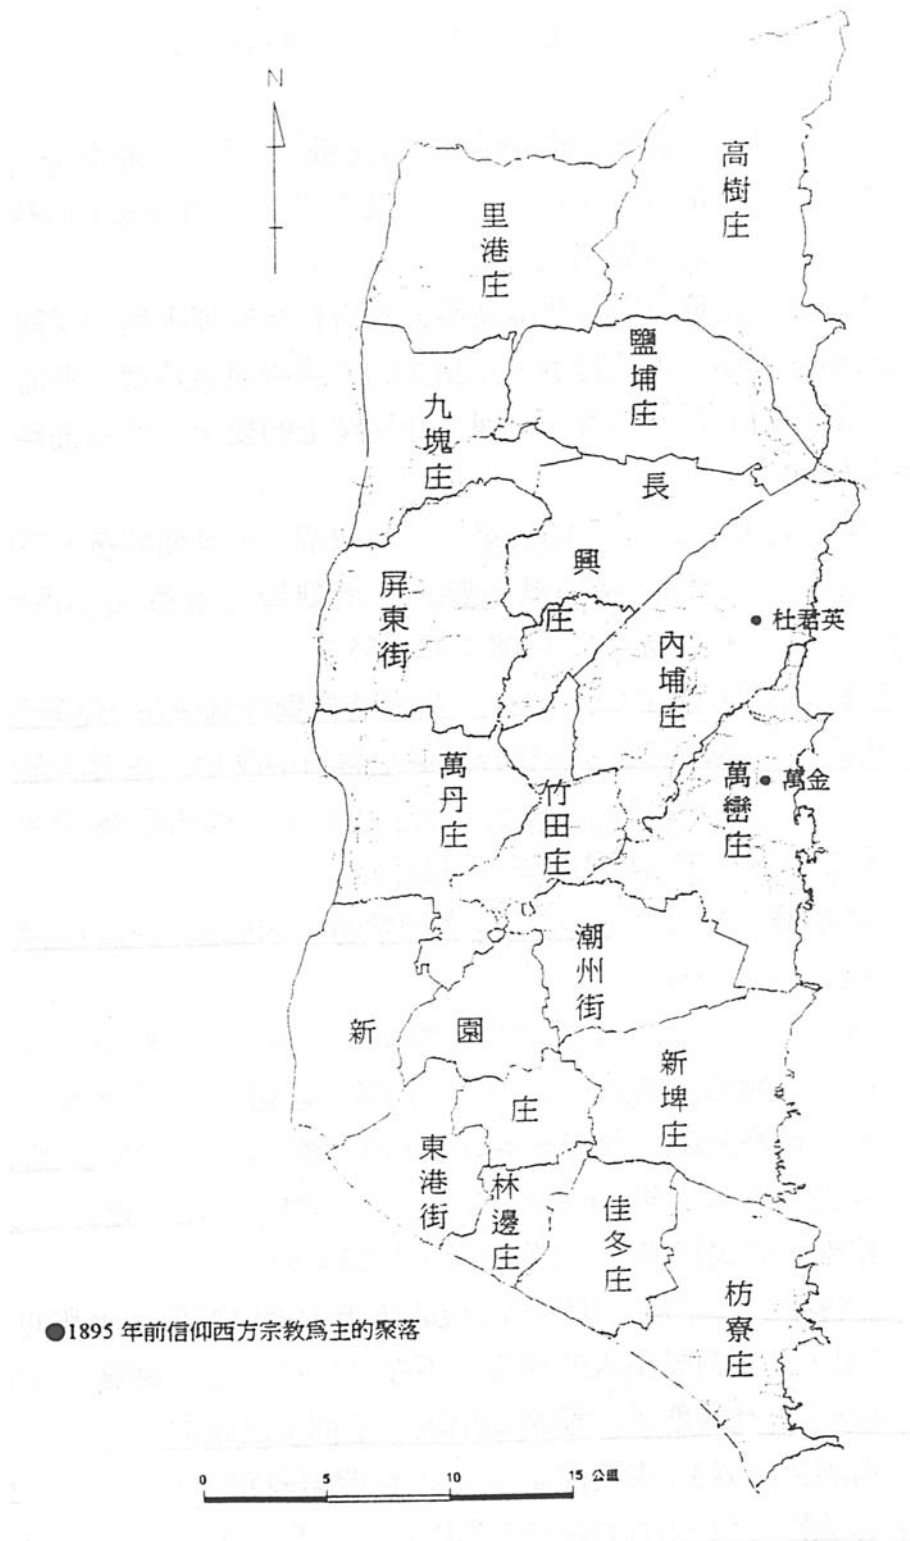 N
高樹庄
里港庄
鹽埔庄
九塊庄
長興庄
屏東街
杜君英
內埔庄
萬丹庄
竹田庄
萬巒庄
萬金
潮州街
新園庄
新埤庄
東港街
林邊庄
佳冬庄
枋寮庄
●1895 年前信仰西方宗教爲主的聚落
0 5 10 15 公里